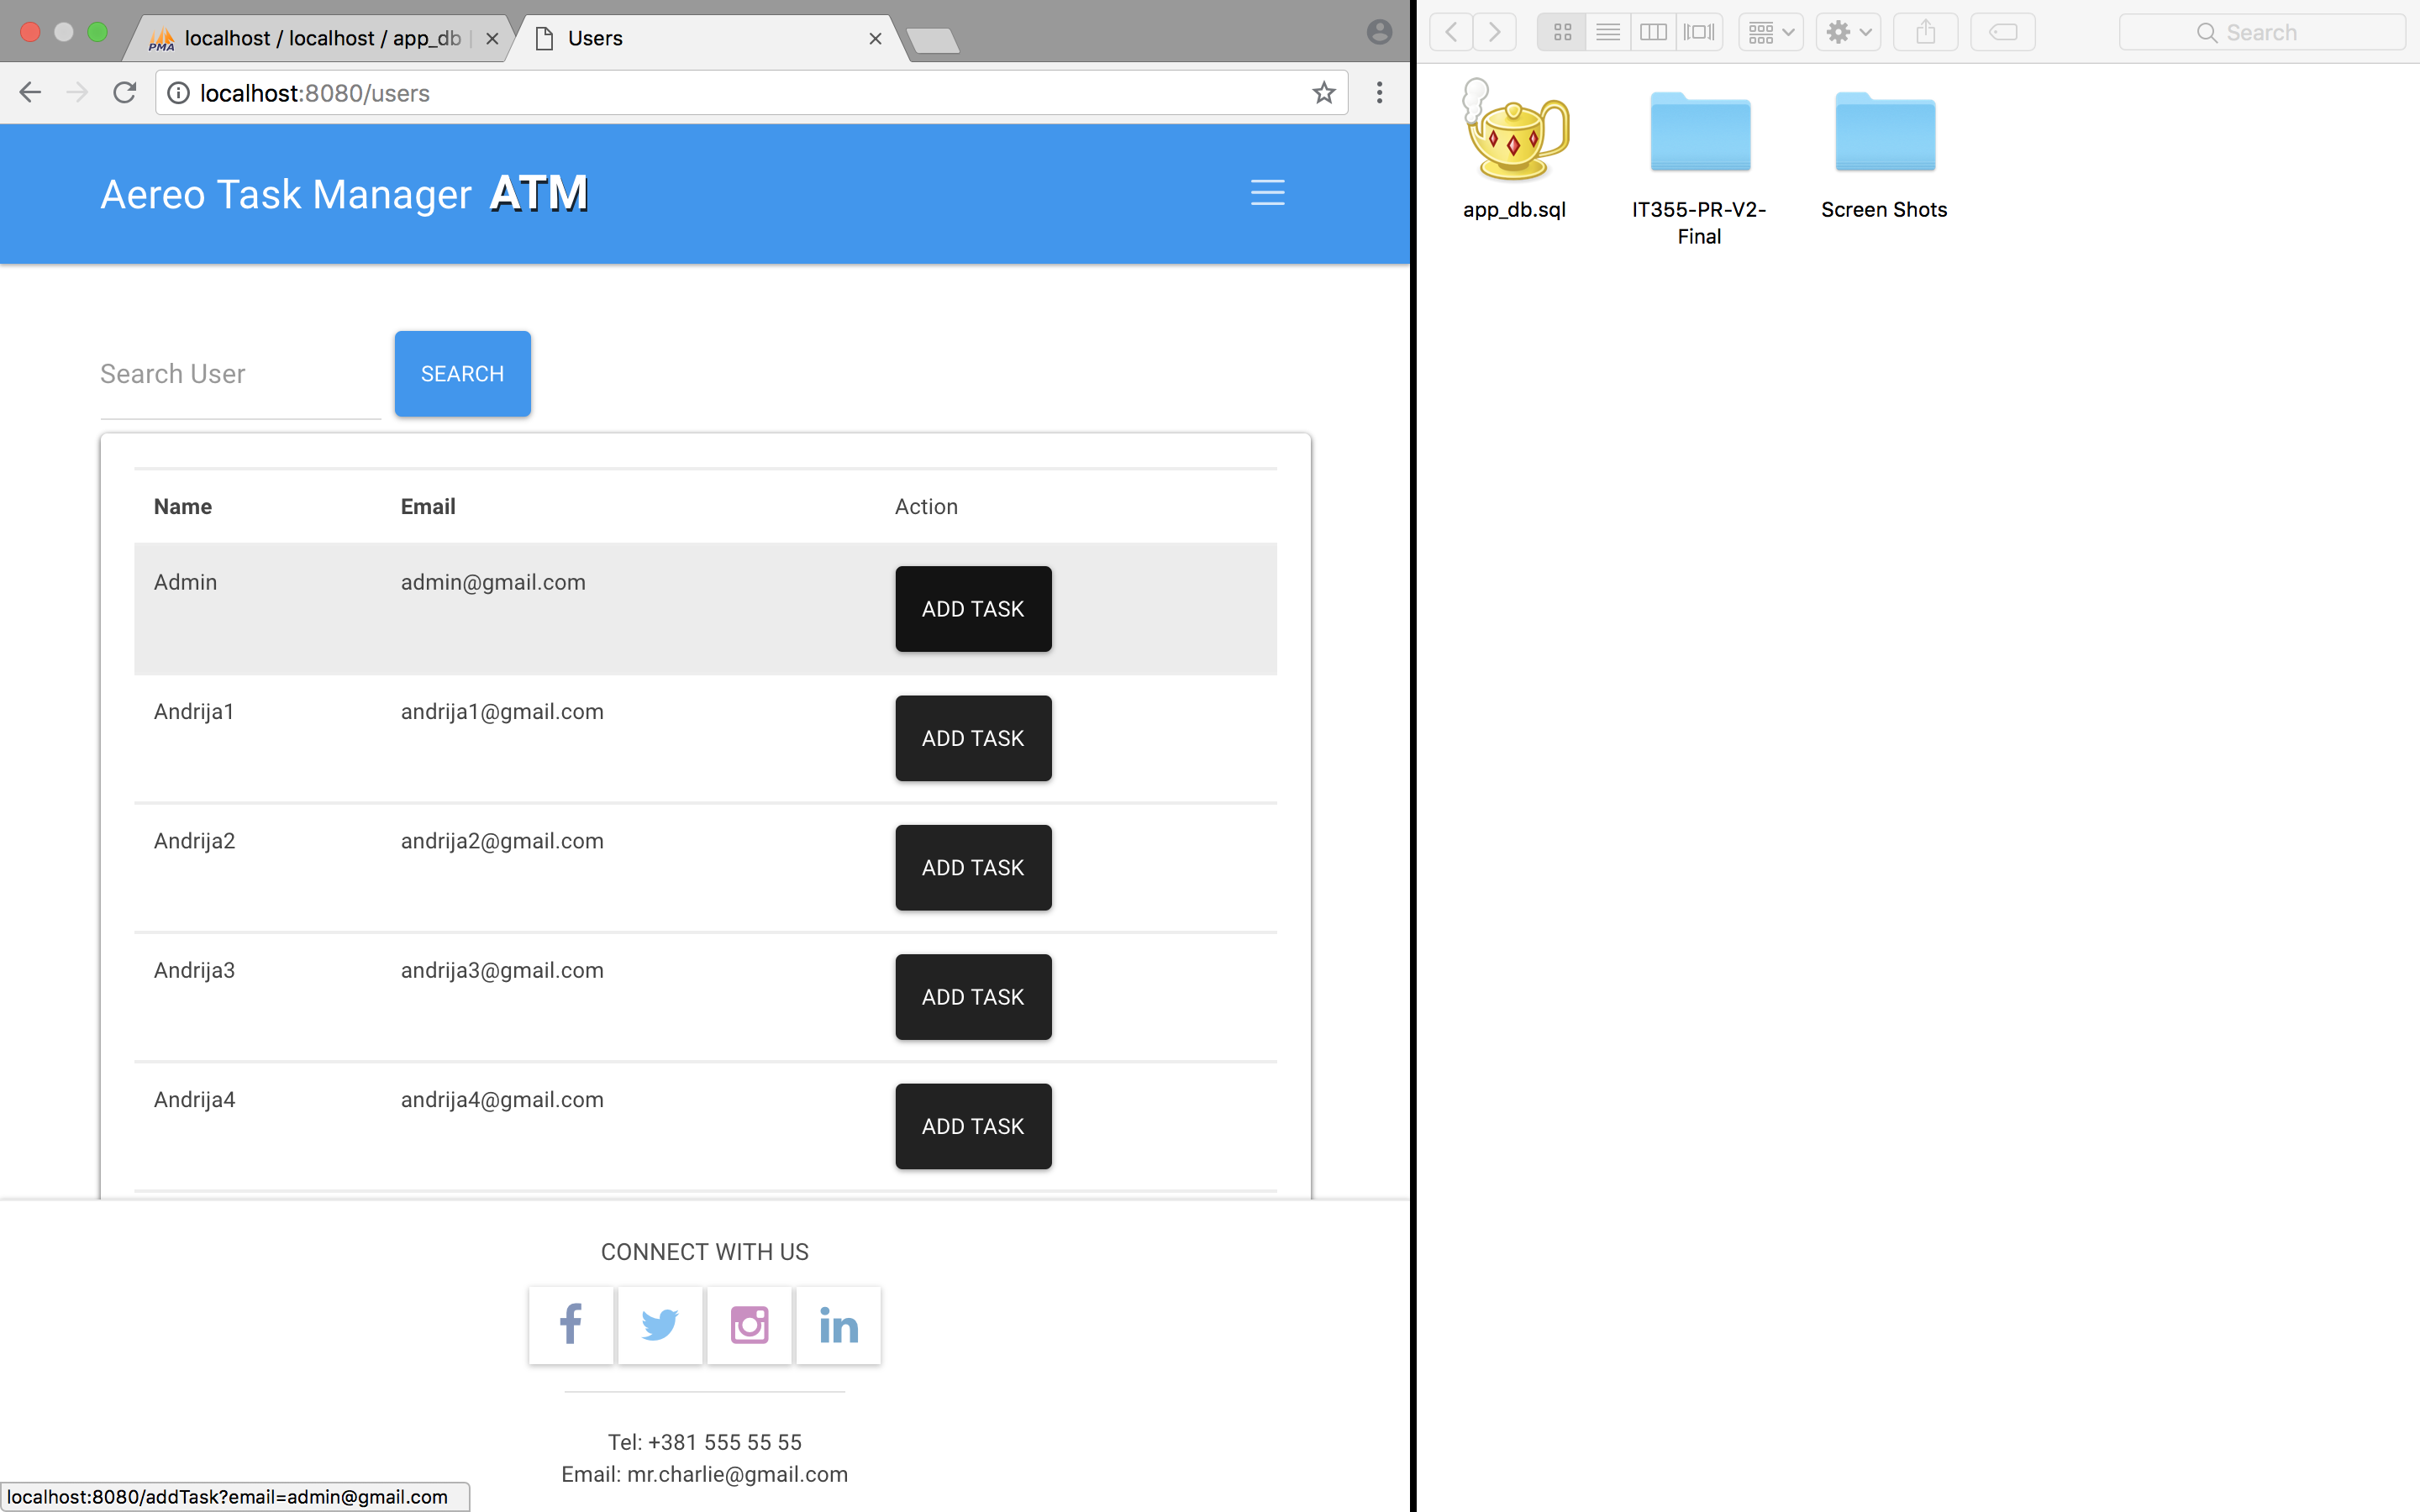 PMA localhost / localhost / app_db |
Users
localhost:8080/users
Search
Aereo Task Manager ATM
app_db.sql
IT355-PR-V2-
Final
Screen Shots
Search User
SEARCH
Name Email Action
Admin admin@gmail.com ADD TASK
Andrija1 andrija1@gmail.com ADD TASK
Andrija2 andrija2@gmail.com ADD TASK
Andrija3 andrija3@gmail.com ADD TASK
Andrija4 andrija4@gmail.com ADD TASK
CONNECT WITH US
Tel: +381 555 55 55
Email: mr.charlie@gmail.com
localhost:8080/addTask?email=admin@gmail.com